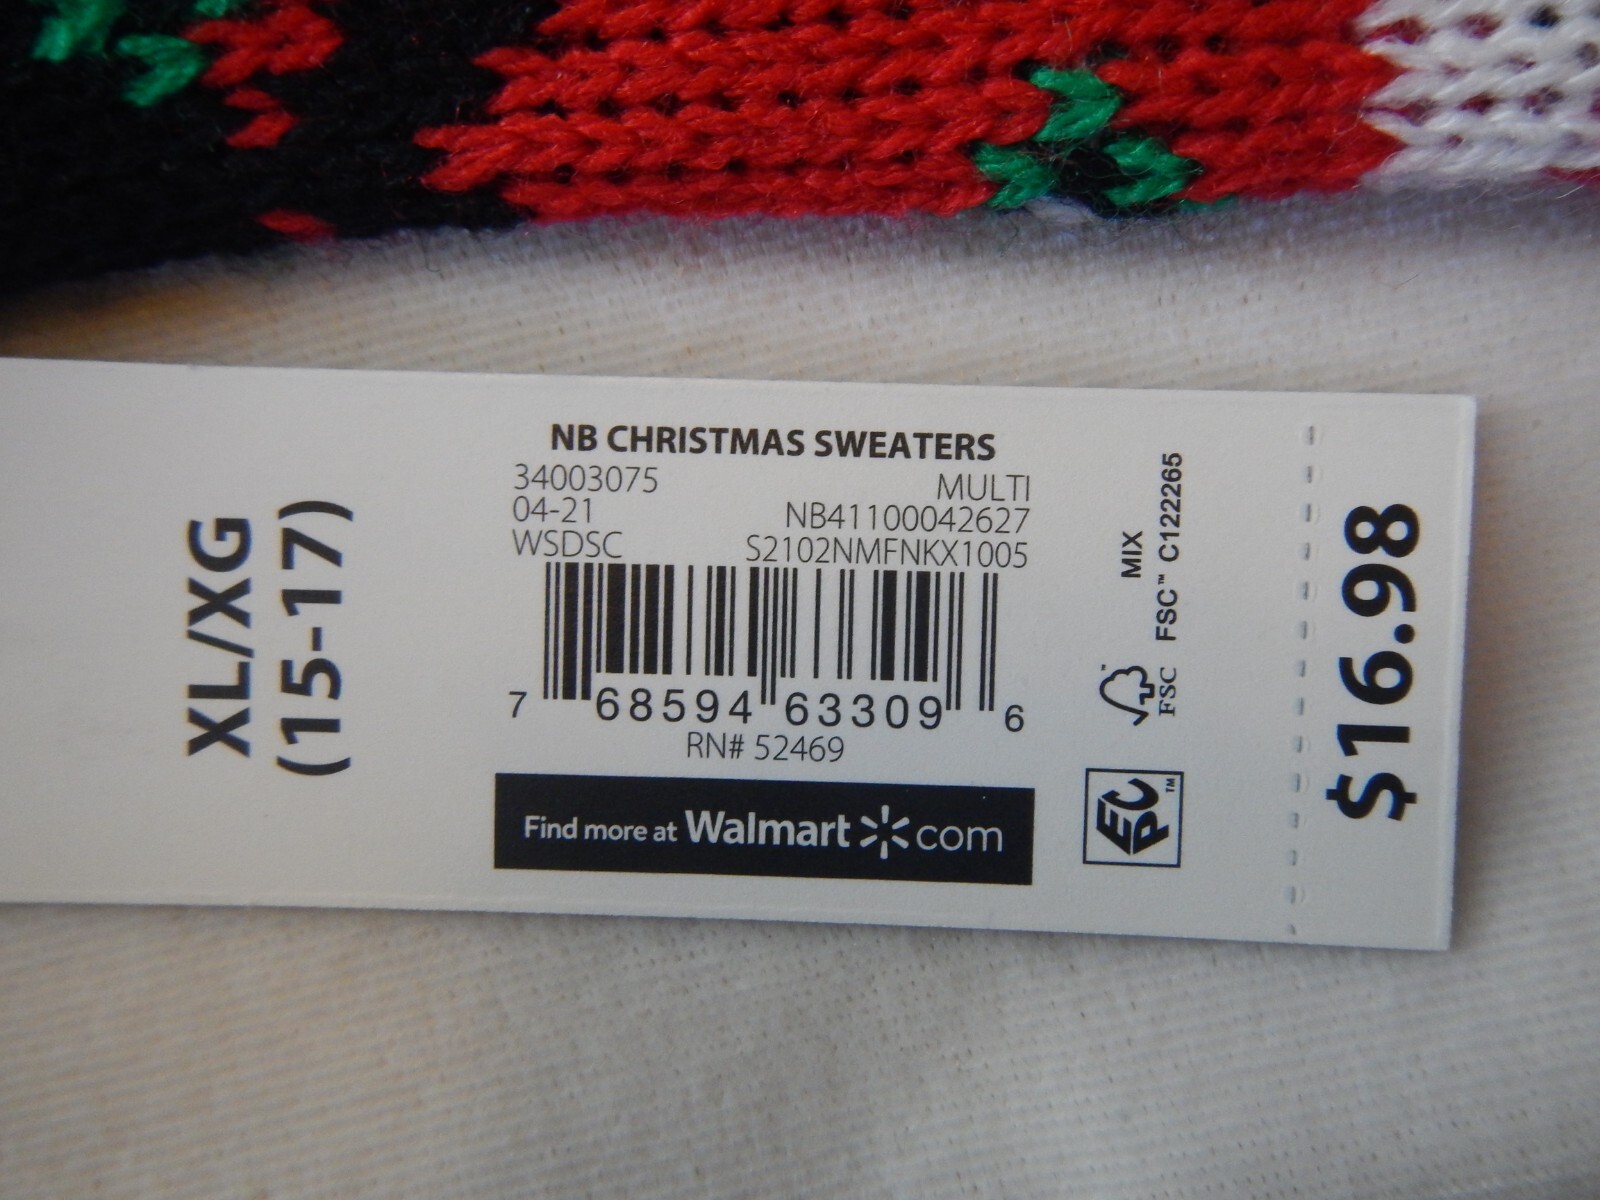 XL/XG
(15-17)
NB CHRISTMAS SWEATERS
34003075 MULTI
04-21 NB41100042627
WSDSC S2102NMFNKX1005
7 68594 63309 6
RN# 52469
Find more at Walmart com
MIX
FSC™ C122265
FSC
EPC™
$16.98